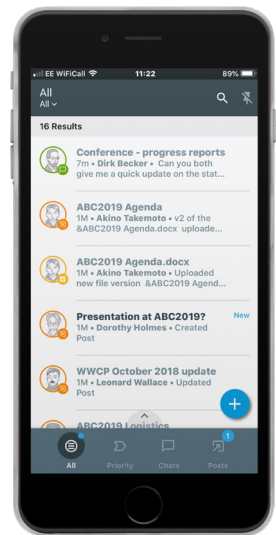 EE WiFiCall 11:22 89%
All
All
16 Results
Conference - progress reports
7m • Dirk Becker • Can you both
give me a quick update on the stat...
ABC2019 Agenda
1M • Akino Takemoto • v2 of the
&ABC2019 Agenda.docx uploade...
ABC2019 Agenda.docx
1M • Akino Takemoto • Uploaded
new file version &ABC2019 Agend...
Presentation at ABC2019? New
1M • Dorothy Holmes • Created
Post
WWCP October 2018 update
1M • Leonard Wallace • Updated
Post
ABC2019 Logistics
1
All Priority Chats Posts